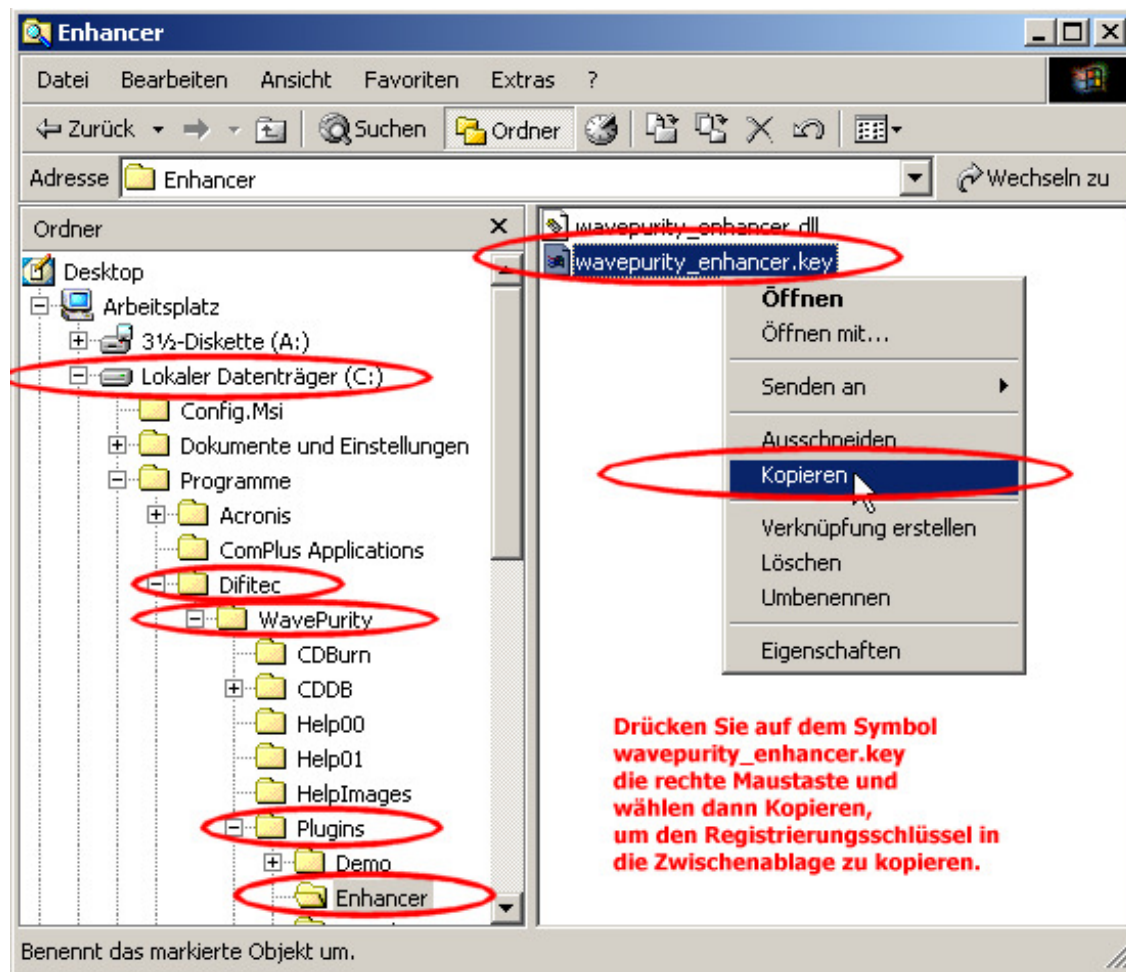 Enhancer
Datei Bearbeiten Ansicht Favoriten Extras ?
Zurück Suchen Ordner
Adresse Enhancer Wechseln zu
Ordner
Desktop
Arbeitsplatz
3½-Diskette (A:)
Lokaler Datenträger (C:)
Config.Msi
Dokumente und Einstellungen
Programme
Acronis
ComPlus Applications
Difitec
WavePurity
CDBurn
CDDB
Help00
Help01
HelpImages
Plugins
Demo
Enhancer
wavepurity_enhancer.dll
wavepurity_enhancer.key
Öffnen
Öffnen mit...
Senden an
Ausschneiden
Kopieren
Verknüpfung erstellen
Löschen
Umbenennen
Eigenschaften
Drücken Sie auf dem Symbol
wavepurity_enhancer.key
die rechte Maustaste und
wählen dann Kopieren,
um den Registrierungsschlüssel in
die Zwischenablage zu kopieren.
Benennt das markierte Objekt um.